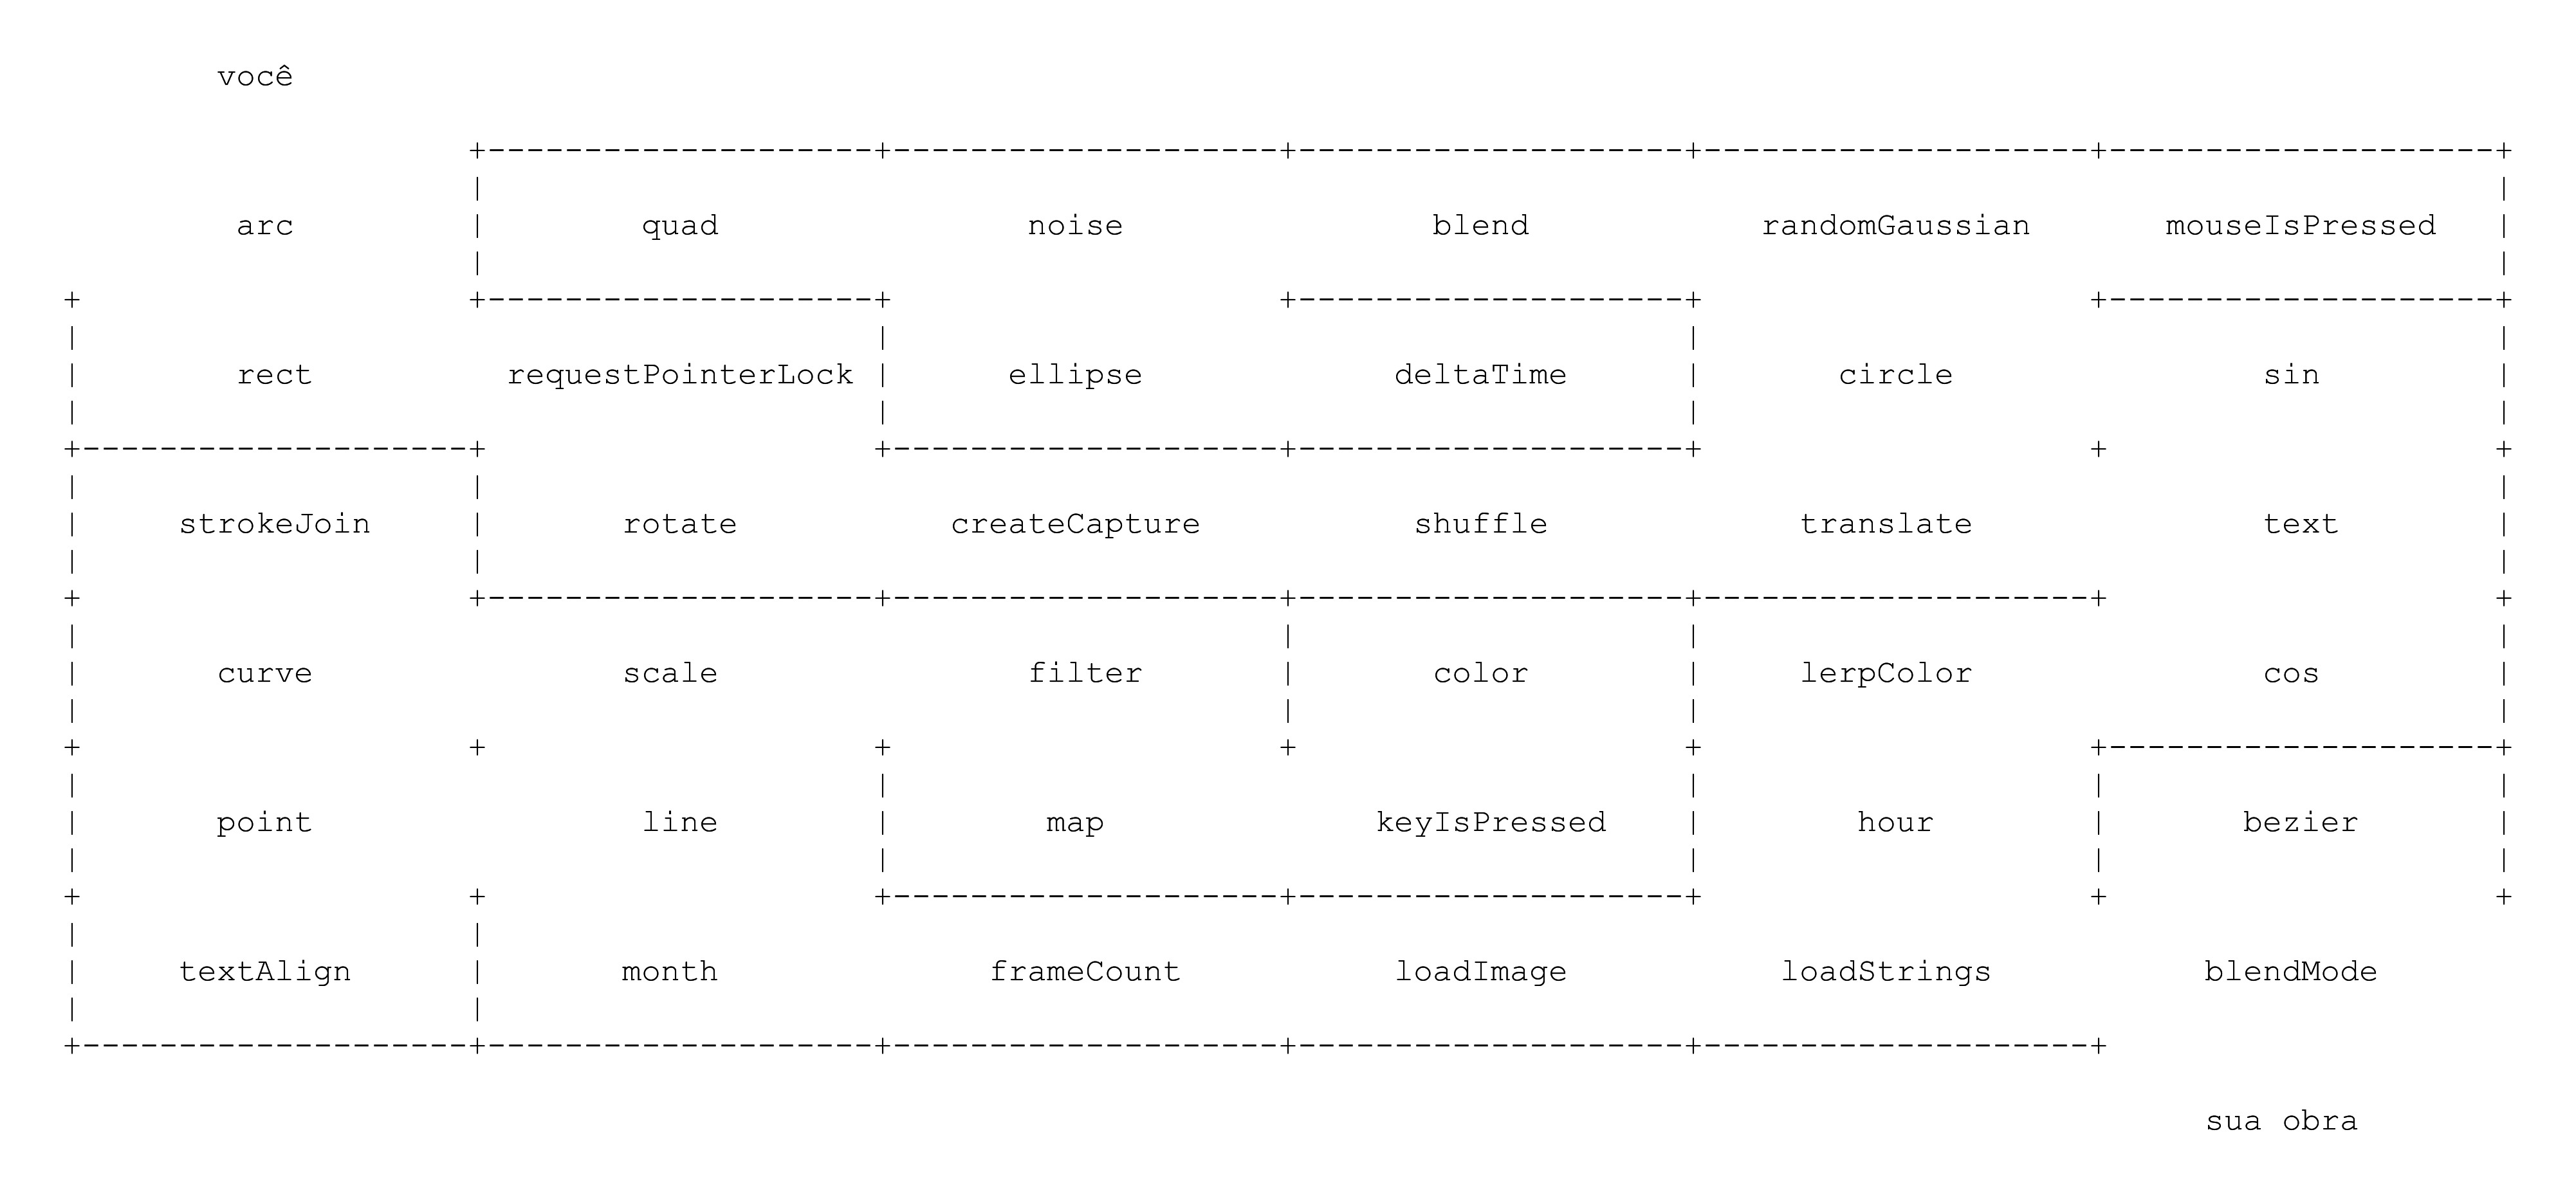 você
arc quad noise blend randomGaussian mouseIsPressed
rect requestPointerLock ellipse deltaTime circle sin
strokeJoin rotate createCapture shuffle translate text
curve scale filter color lerpColor cos
point line map keyIsPressed hour bezier
textAlign month frameCount loadImage loadStrings blendMode
sua obra